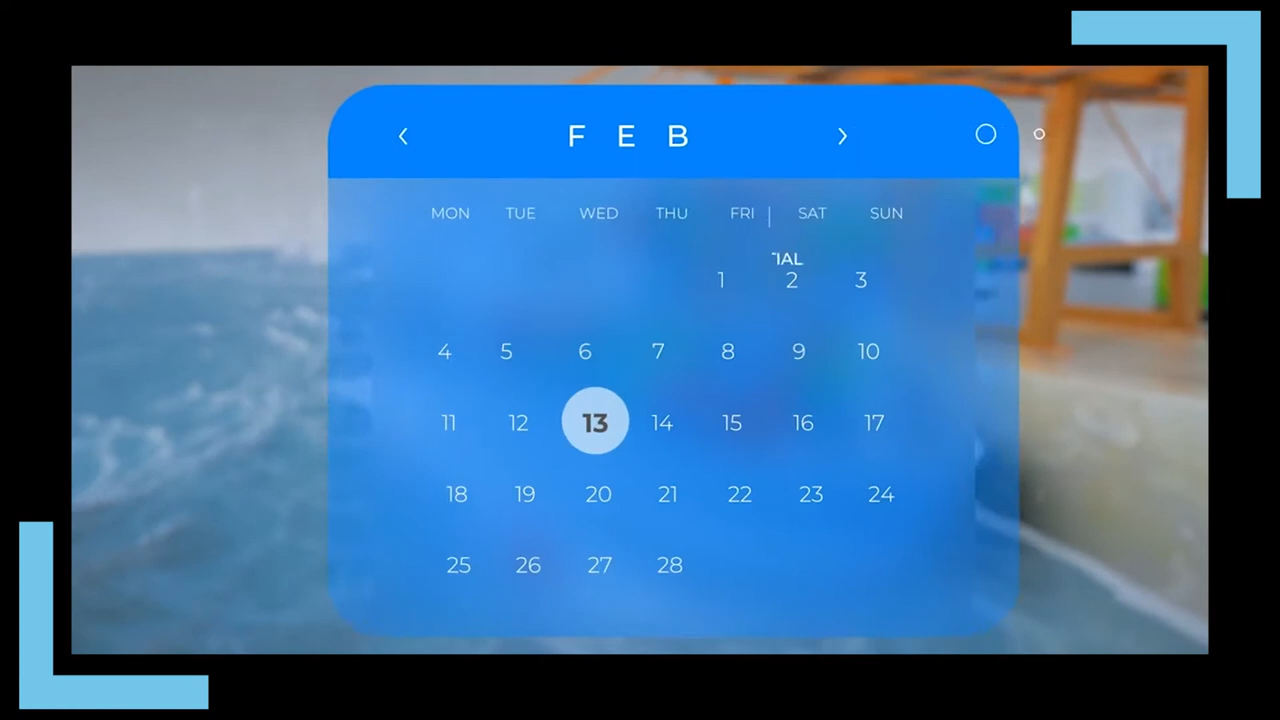 F E B
MON TUE WED THU FRI SAT SUN
1 2 3
4 5 6 7 8 9 10
11 12 13 14 15 16 17
18 19 20 21 22 23 24
25 26 27 28